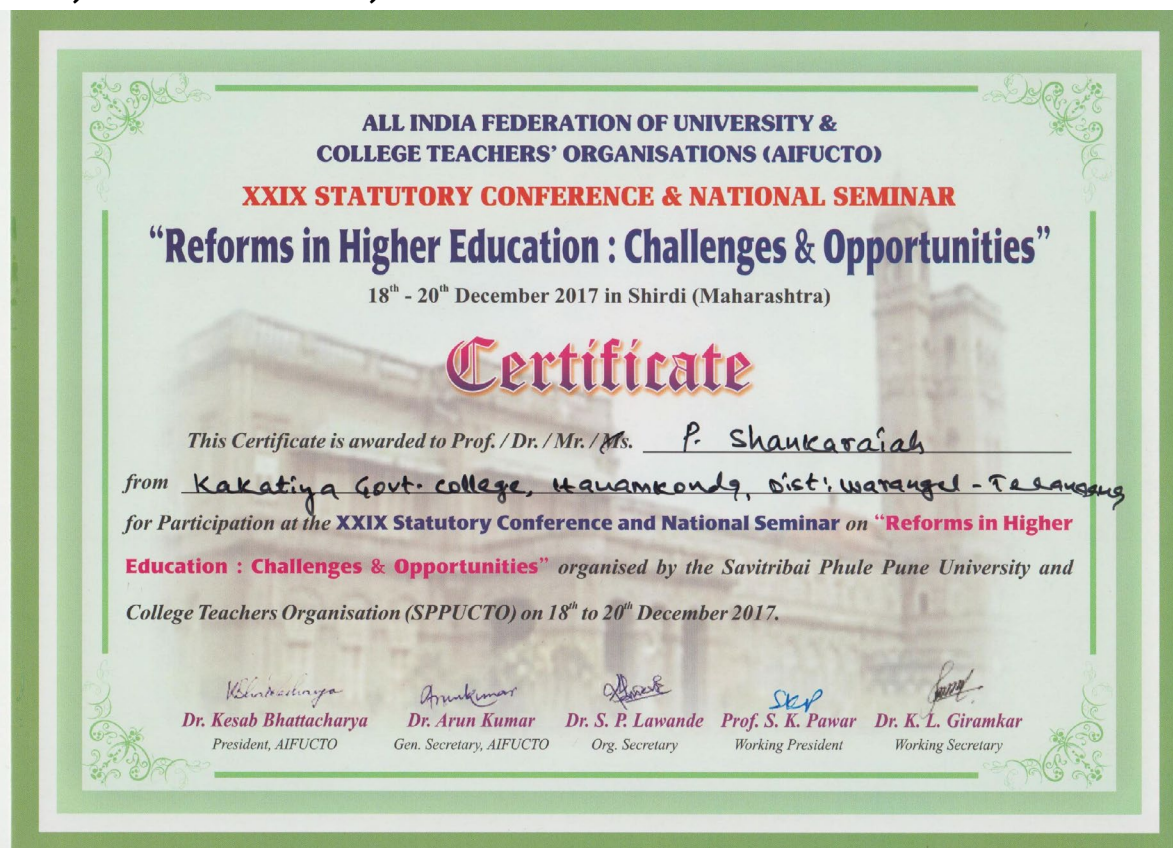 ALL INDIA FEDERATION OF UNIVERSITY &
COLLEGE TEACHERS' ORGANISATIONS (AIFUCTO)
XXIX STATUTORY CONFERENCE & NATIONAL SEMINAR
"Reforms in Higher Education : Challenges & Opportunities"
18th - 20th December 2017 in Shirdi (Maharashtra)
Certificate
This Certificate is awarded to Prof. / Dr. / Mr. / Ms. P. Shankaraiah
from Kakatiya Govt. college, Hanamkonda, Dist; Warangal - Telangana
for Participation at the XXIX Statutory Conference and National Seminar on "Reforms in Higher
Education : Challenges & Opportunities" organised by the Savitribai Phule Pune University and
College Teachers Organisation (SPPUCTO) on 18th to 20th December 2017.
KBhattacharya Arunkumar SKP
Dr. Kesab Bhattacharya Dr. Arun Kumar Dr. S. P. Lawande Prof. S. K. Pawar Dr. K. L. Giramkar
President, AIFUCTO Gen. Secretary, AIFUCTO Org. Secretary Working President Working Secretary